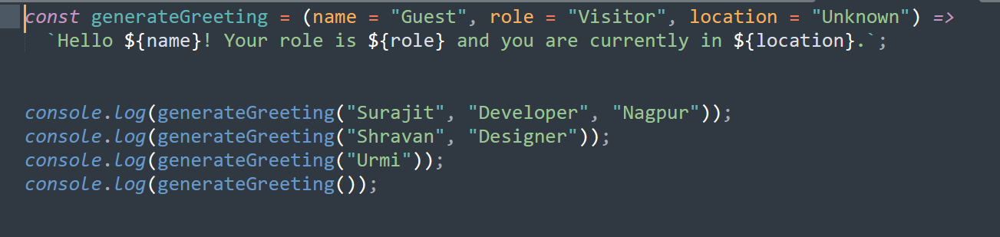 const generateGreeting = (name = "Guest", role = "Visitor", location = "Unknown") =>
  `Hello ${name}! Your role is ${role} and you are currently in ${location}.`;
console.log(generateGreeting("Surajit", "Developer", "Nagpur"));
console.log(generateGreeting("Shravan", "Designer"));
console.log(generateGreeting("Urmi"));
console.log(generateGreeting());